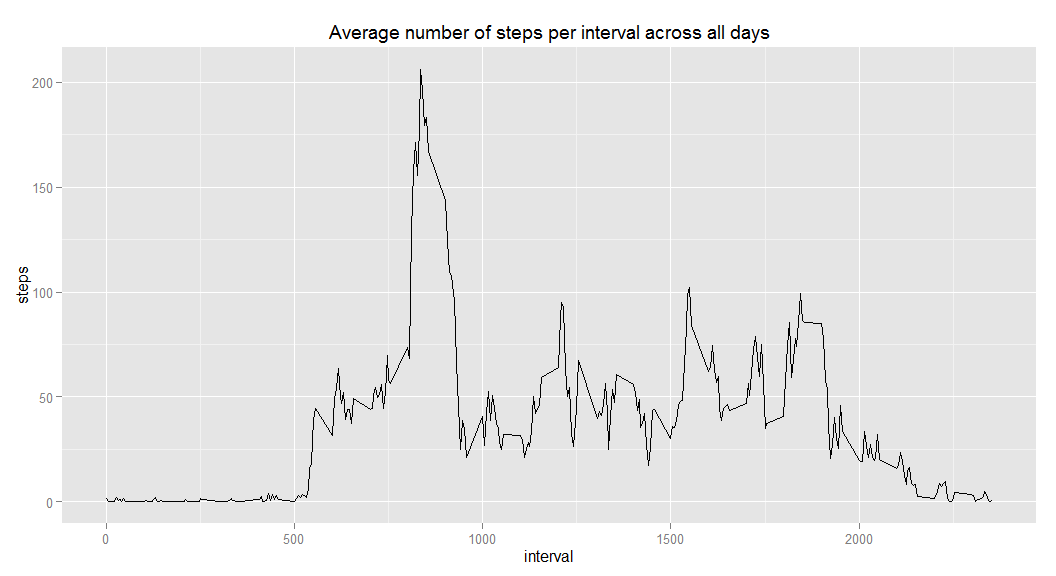 Average number of steps per interval across all days
steps
200
150
100
50
0
0 500 1000 1500 2000
interval